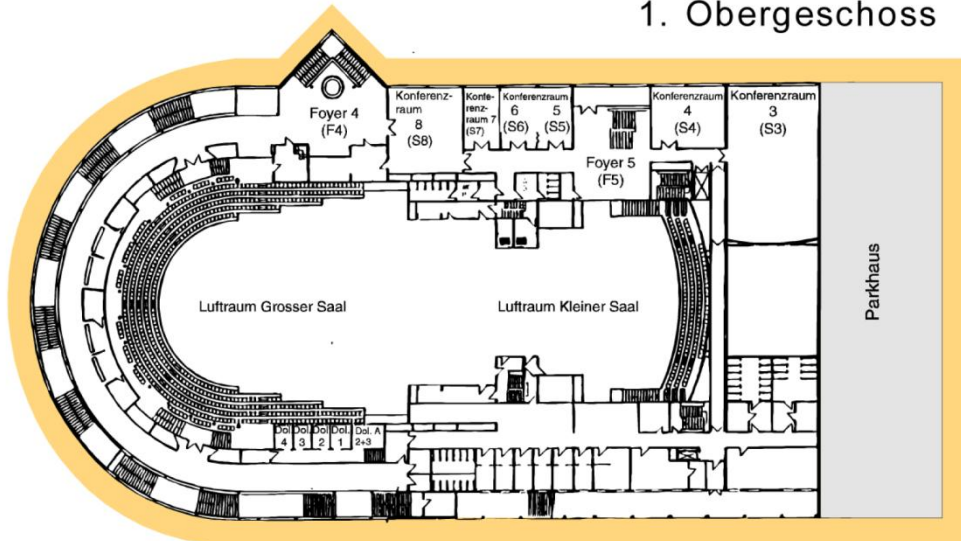 1. Obergeschoss
Foyer 4
(F4)
Konferenz-
raum
8
(S8)
Konfe-
renz-
raum 7
(S7)
Konferenzraum
6 5
(S6) (S5)
Foyer 5
(F5)
Konferenzraum
4
(S4)
Konferenzraum
3
(S3)
Luftraum Grosser Saal
Luftraum Kleiner Saal
Parkhaus
Dol.
4
Dol.
3
Dol.
2
Dol.
1
Dol. A
2+3